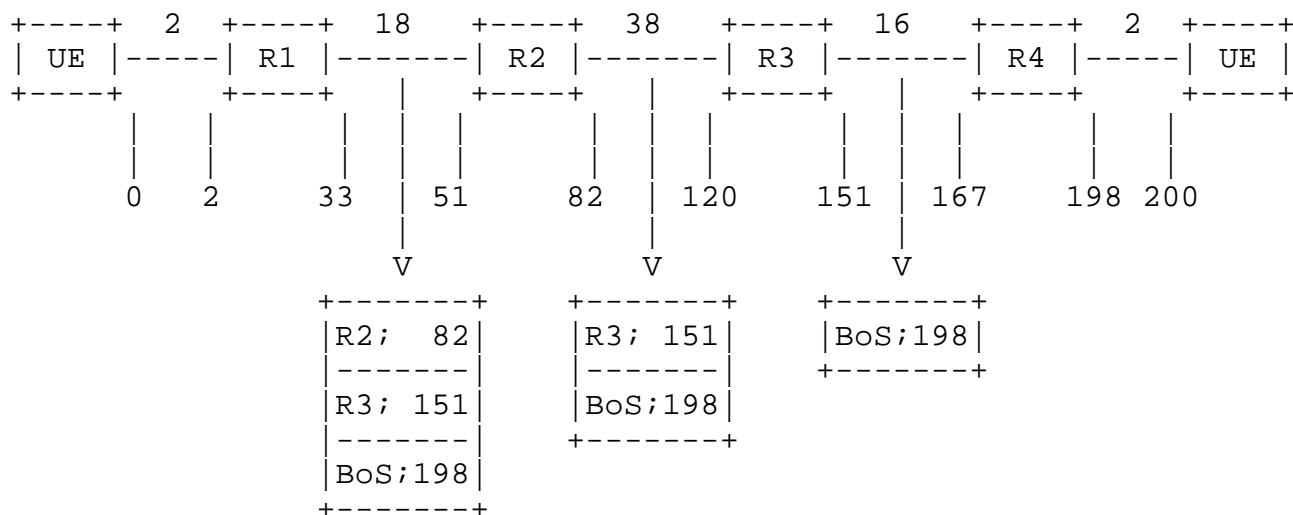 2 18 38 16 2
UE R1 R2 R3 R4 UE
0 2 33 51 82 120 151 167 198 200
V V V
R2; 82 R3; 151 BoS;198
R3; 151 BoS;198
BoS;198